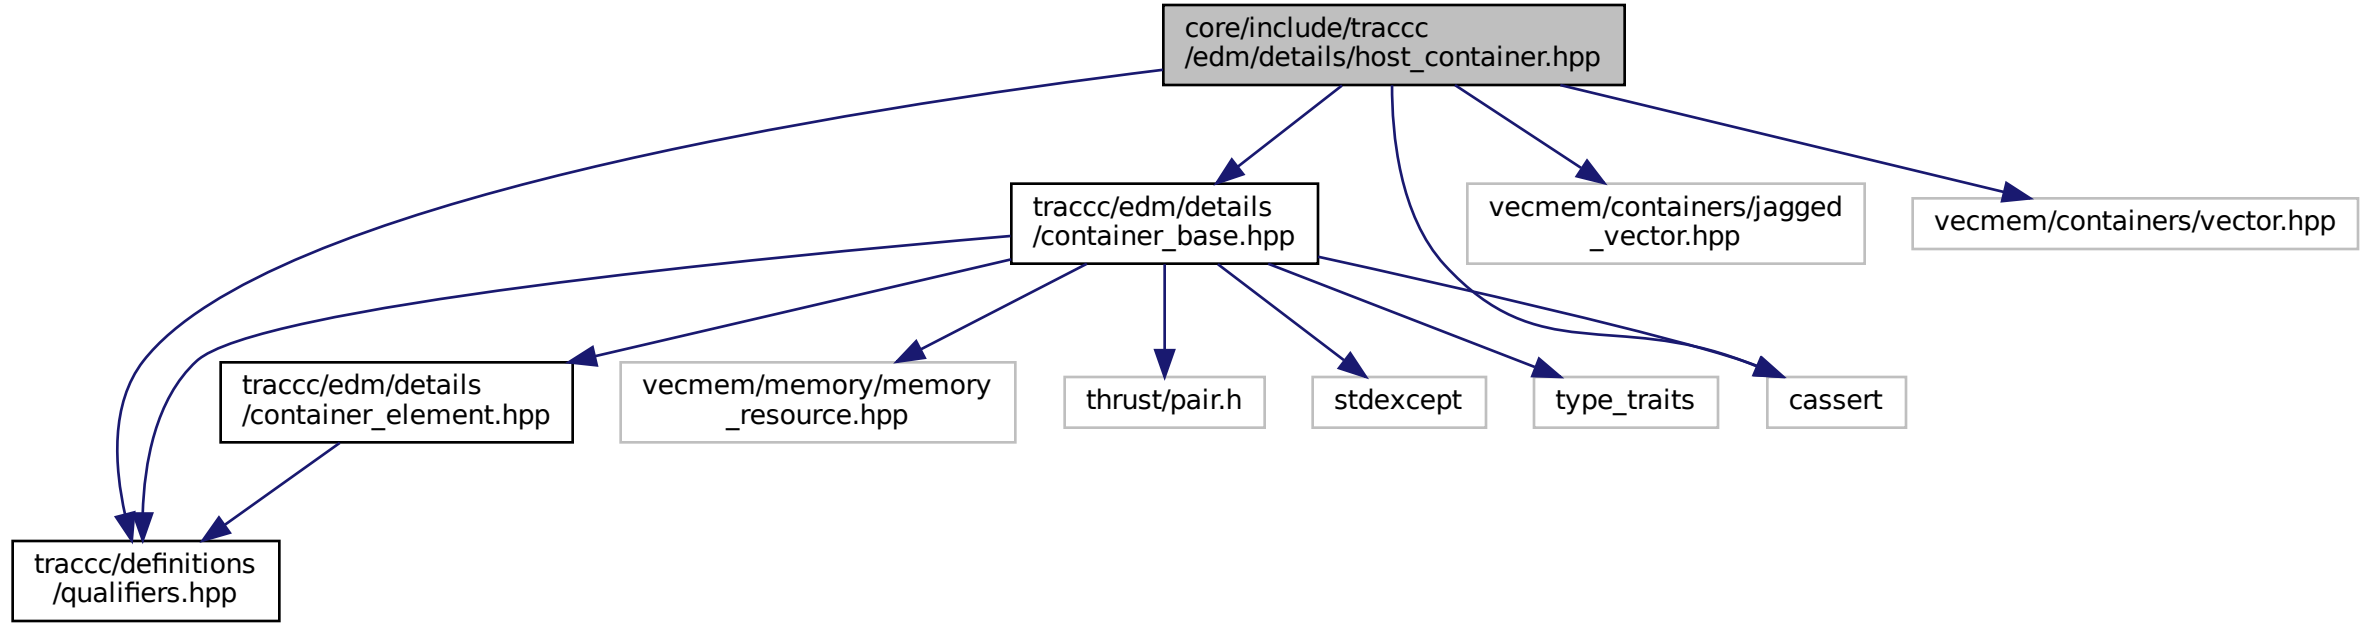 core/include/traccc
/edm/details/host_container.hpp
traccc/edm/details
/container_base.hpp
vecmem/containers/jagged
_vector.hpp
vecmem/containers/vector.hpp
traccc/edm/details
/container_element.hpp
vecmem/memory/memory
_resource.hpp
thrust/pair.h
stdexcept
type_traits
cassert
traccc/definitions
/qualifiers.hpp